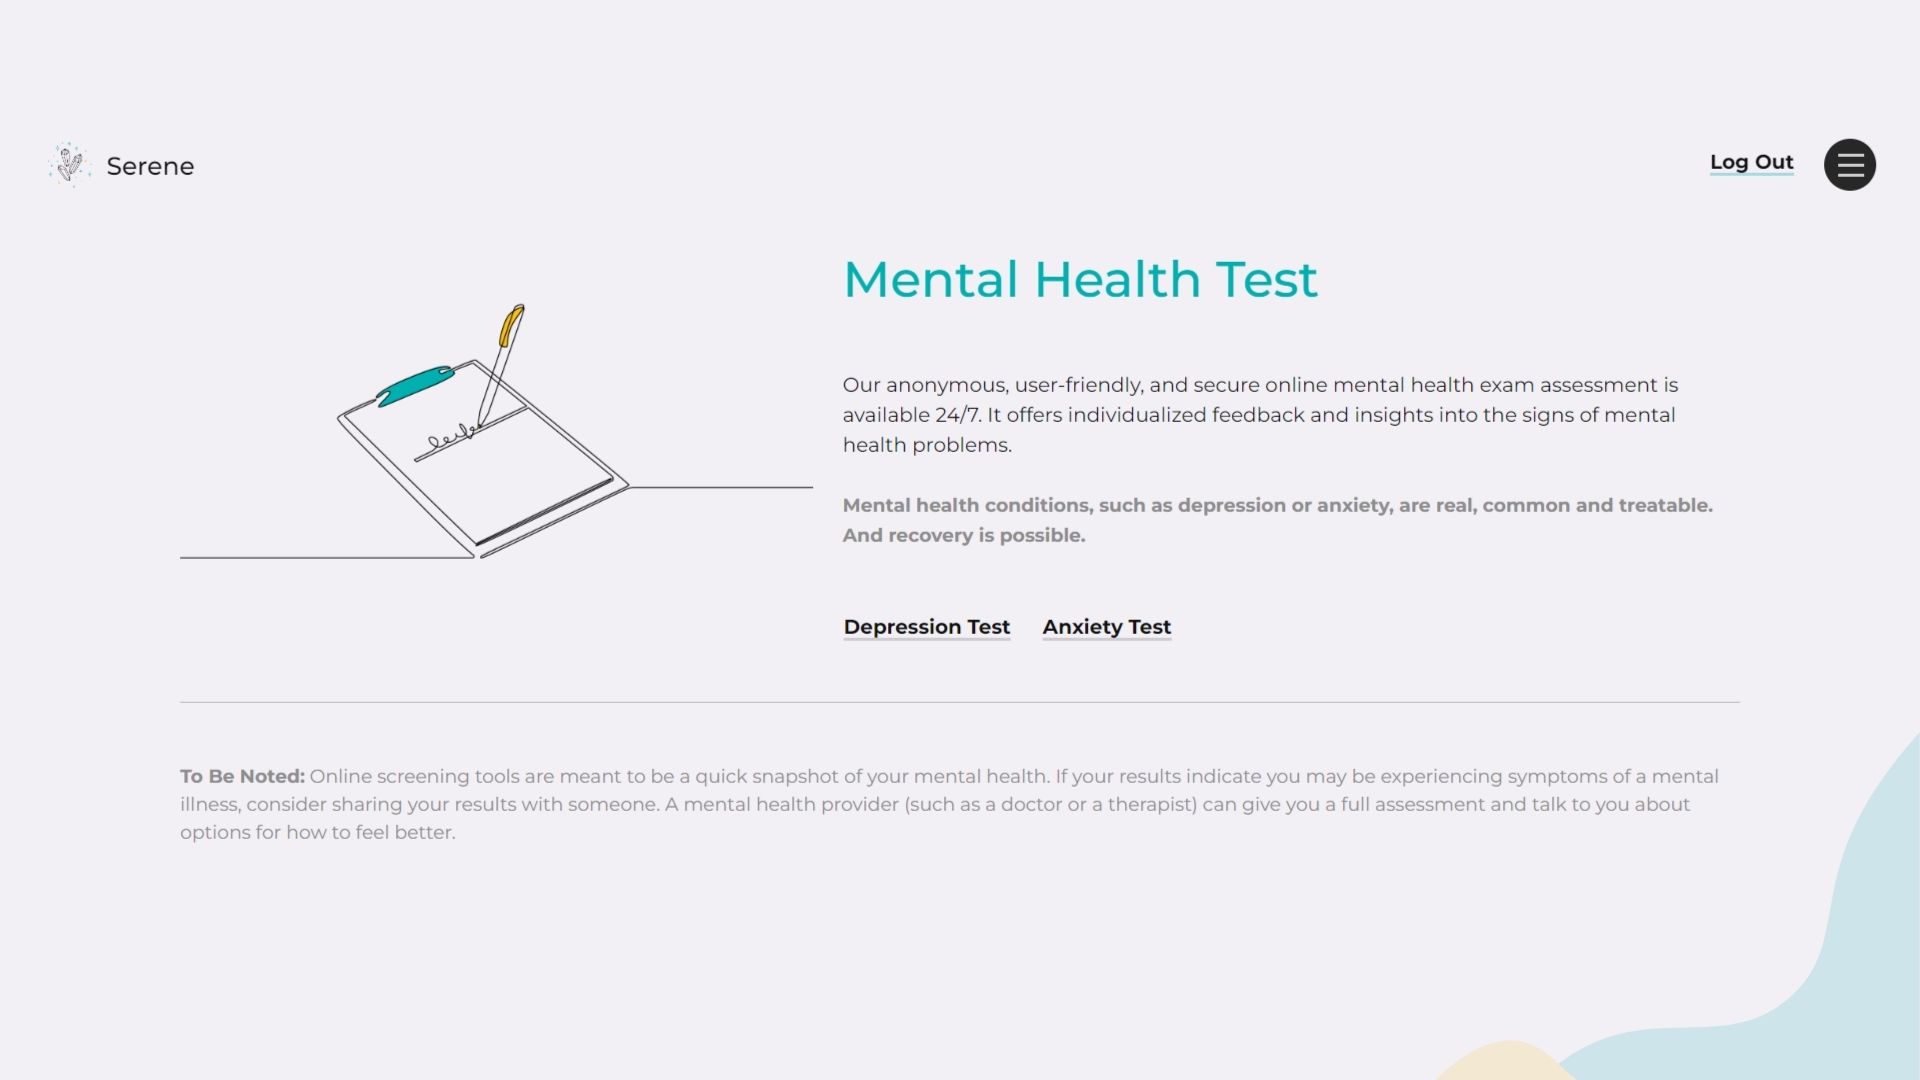 Serene
Log Out
Mental Health Test
Our anonymous, user-friendly, and secure online mental health exam assessment is
available 24/7. It offers individualized feedback and insights into the signs of mental
health problems.
Mental health conditions, such as depression or anxiety, are real, common and treatable.
And recovery is possible.
Depression Test Anxiety Test
To Be Noted: Online screening tools are meant to be a quick snapshot of your mental health. If your results indicate you may be experiencing symptoms of a mental
illness, consider sharing your results with someone. A mental health provider (such as a doctor or a therapist) can give you a full assessment and talk to you about
options for how to feel better.